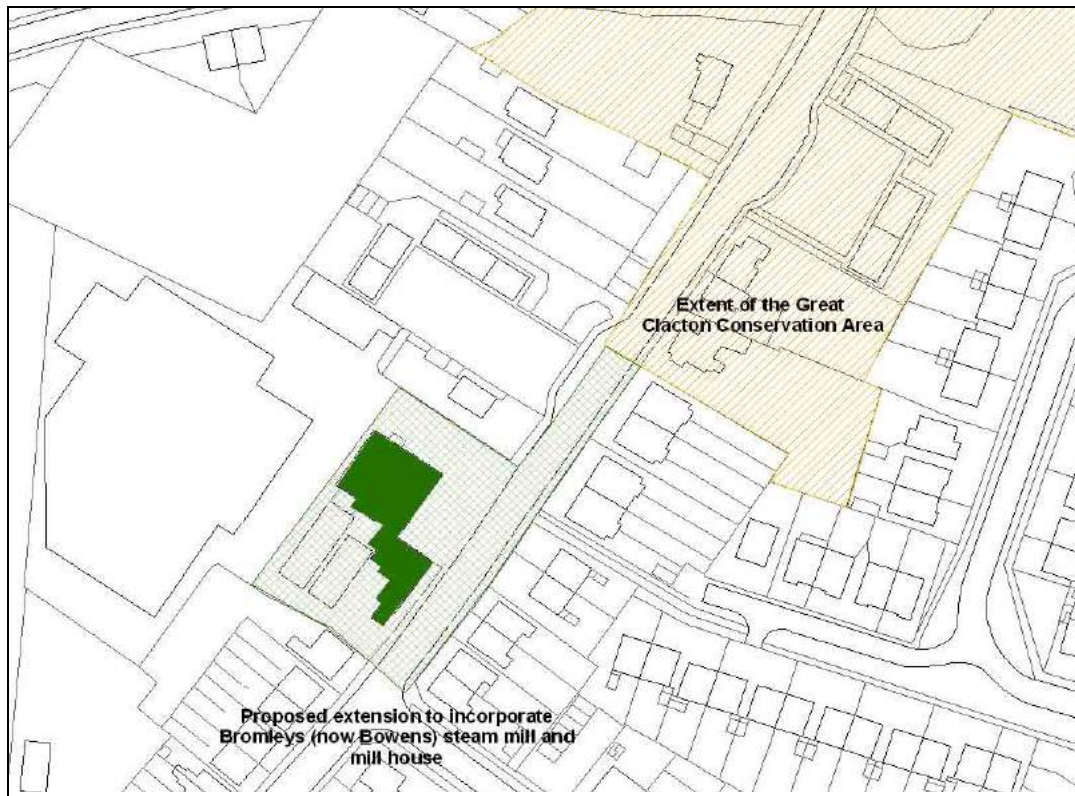 Extent of the Great
Clacton Conservation Area
Proposed extension to incorporate
Bromleys (now Bowens) steam mill and
mill house